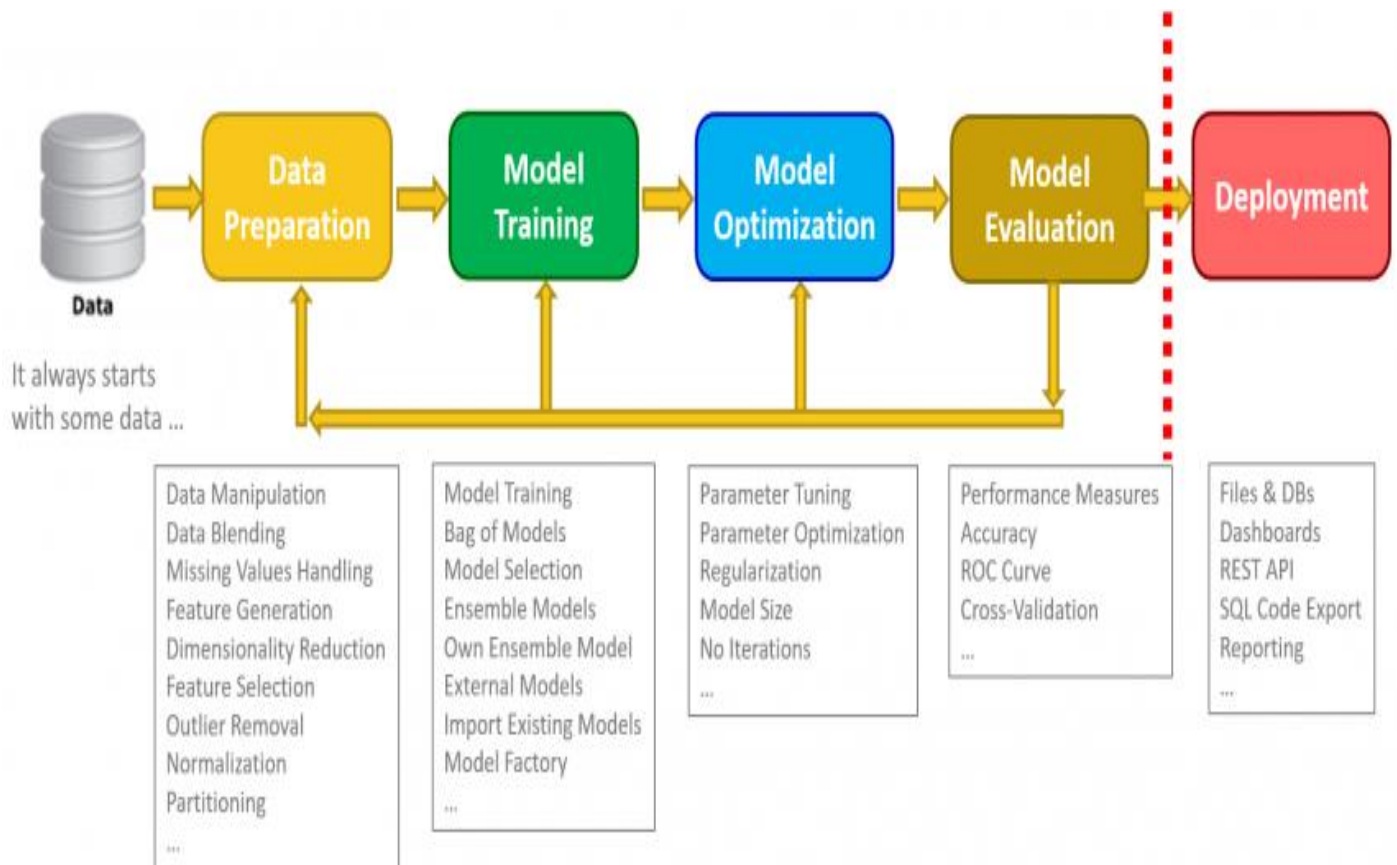 Data
Preparation
Model
Training
Model
Optimization
Model
Evaluation
Deployment
Data
It always starts
with some data ...
Data Manipulation
Data Blending
Missing Values Handling
Feature Generation
Dimensionality Reduction
Feature Selection
Outlier Removal
Normalization
Partitioning
...
Model Training
Bag of Models
Model Selection
Ensemble Models
Own Ensemble Model
External Models
Import Existing Models
Model Factory
...
Parameter Tuning
Parameter Optimization
Regularization
Model Size
No Iterations
...
Performance Measures
Accuracy
ROC Curve
Cross-Validation
...
Files & DBs
Dashboards
REST API
SQL Code Export
Reporting
...